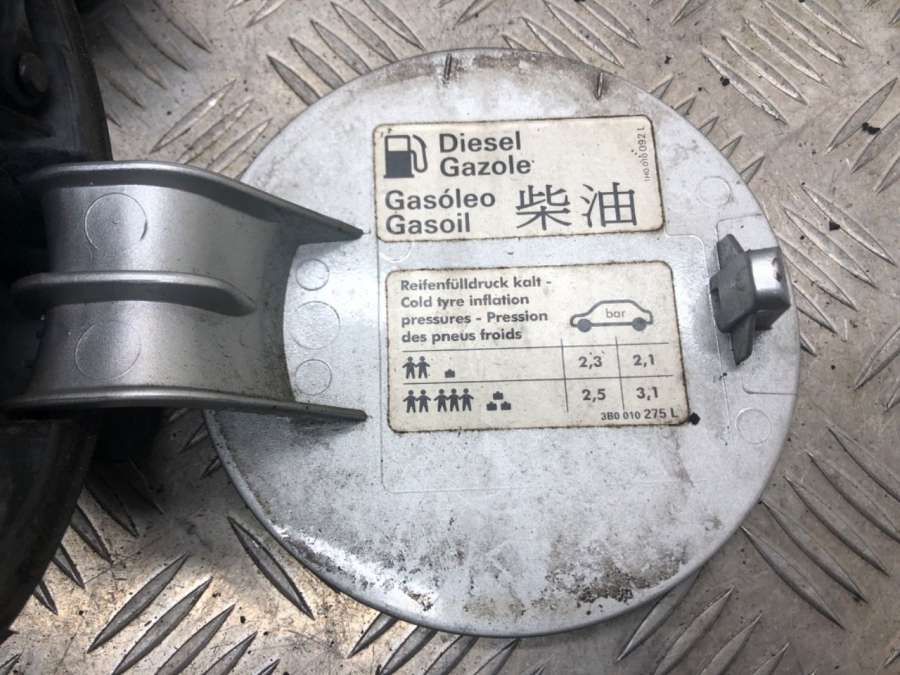 Diesel
Gazole
Gasóleo
Gasoil
柴油
1H0 010 092 L
Reifenfülldruck kalt -
Cold tyre inflation
pressures - Pression
des pneus froids
bar
2,3 2,1
2,5 3,1
3B0 010 275 L